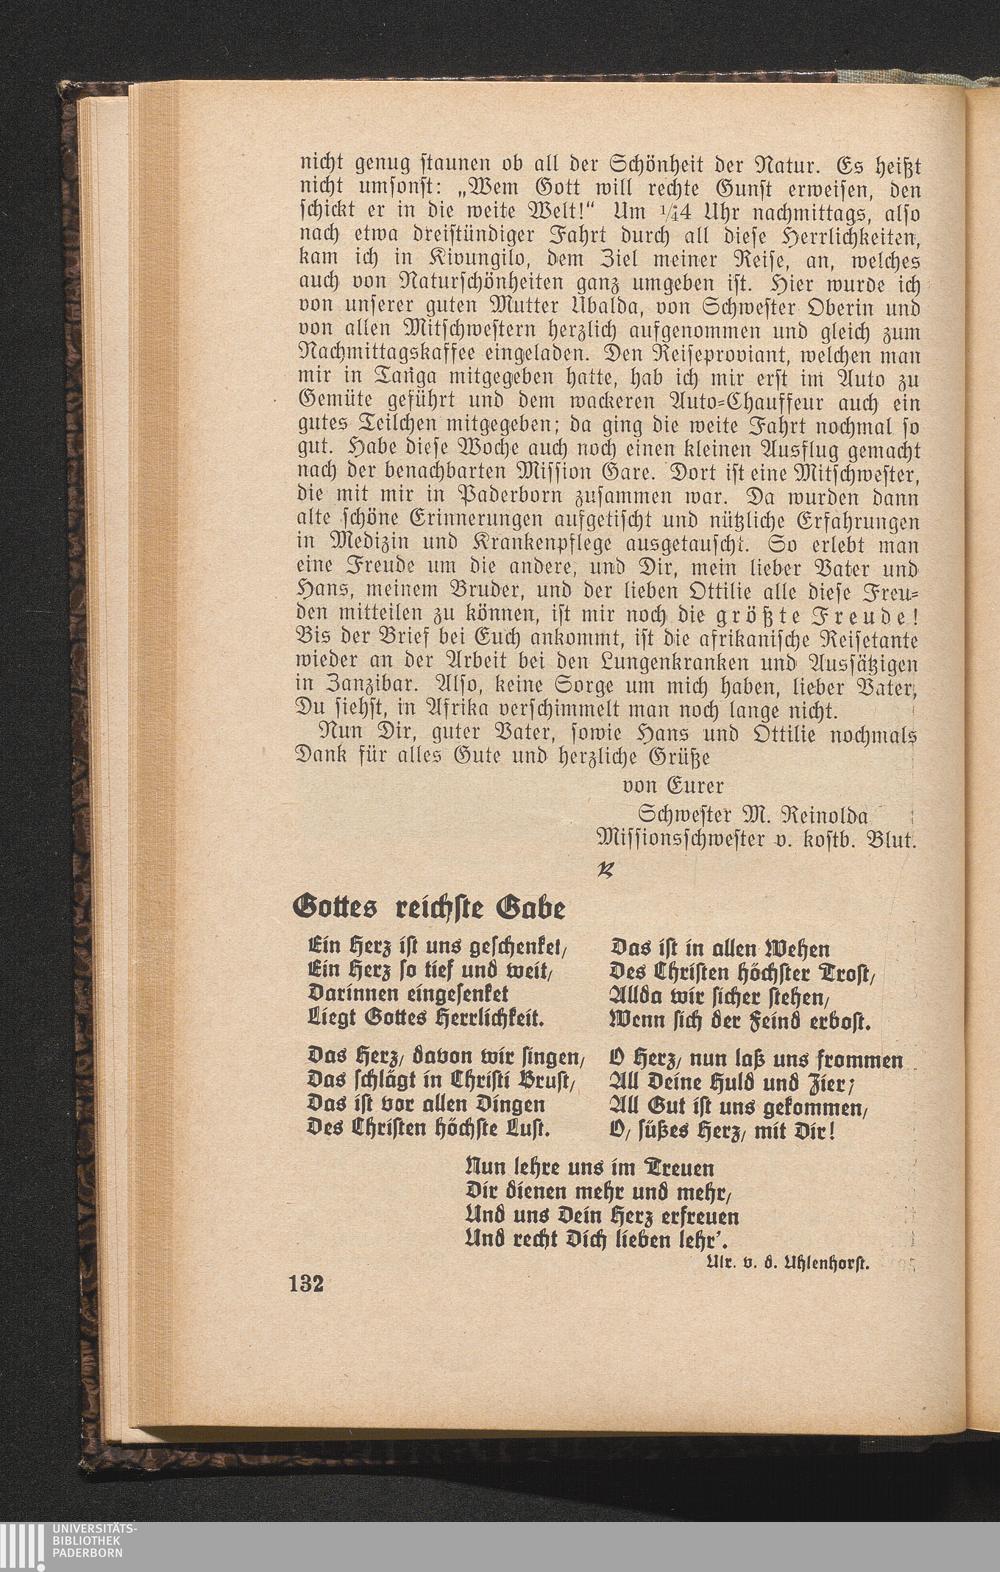 nicht genug staunen ob all der Schönheit der Natur. Es heißt
nicht umsonst: „Wem Gott will rechte Gunst erweisen, den
schickt er in die weite Welt!“ Um ¼4 Uhr nachmittags, also
nach etwa dreistündiger Fahrt durch all diese Herrlichkeiten,
kam ich in Kivungilo, dem Ziel meiner Reise, an, welches
auch von Naturschönheiten ganz umgeben ist. Hier wurde ich
von unserer guten Mutter Ubalda, von Schwester Oberin und
von allen Mitschwestern herzlich aufgenommen und gleich zum
Nachmittagskaffee eingeladen. Den Reiseproviant, welchen man
mir in Tanga mitgegeben hatte, hab ich mir erst im Auto zu
Gemüte geführt und dem wackeren Auto-Chauffeur auch ein
gutes Teilchen mitgegeben; da ging die weite Fahrt nochmal so
gut. Habe diese Woche auch noch einen kleinen Ausflug gemacht
nach der benachbarten Mission Gare. Dort ist eine Mitschwester,
die mit mir in Paderborn zusammen war. Da wurden dann
alte schöne Erinnerungen aufgetischt und nützliche Erfahrungen
in Medizin und Krankenpflege ausgetauscht. So erlebt man
eine Freude um die andere, und Dir, mein lieber Vater und
Hans, meinem Bruder, und der lieben Ottilie alle diese Freu-
den mitteilen zu können, ist mir noch die größte Freude!
Bis der Brief bei Euch ankommt, ist die afrikanische Reisetante
wieder an der Arbeit bei den Lungenkranken und Aussätzigen
in Zanzibar. Also, keine Sorge um mich haben, lieber Vater,
Du siehst, in Afrika verschimmelt man noch lange nicht.
Nun Dir, guter Vater, sowie Hans und Ottilie nochmals
Dank für alles Gute und herzliche Grüße
von Eurer
Schwester M. Reinolda
Missionsschwester v. kostb. Blut.
Gottes reichste Gabe
Ein Herz ist uns geschenket,
Ein Herz so tief und weit,
Darinnen eingesenket
Liegt Gottes Herrlichkeit.
Das Herz, davon wir singen,
Das schlägt in Christi Brust,
Das ist vor allen Dingen
Des Christen höchste Lust.
Das ist in allen Wehen
Des Christen höchster Trost,
Allda wir sicher stehen,
Wenn sich der Feind erbost.
O Herz, nun laß uns frommen
All Deine Huld und Zier;
All Gut ist uns gekommen,
O, süßes Herz, mit Dir!
Nun lehre uns im Treuen
Dir dienen mehr und mehr,
Und uns Dein Herz erfreuen
Und recht Dich lieben lehr’.
Ulr. v. d. Uhlenhorst.
132
UNIVERSITÄTS-
BIBLIOTHEK
PADERBORN